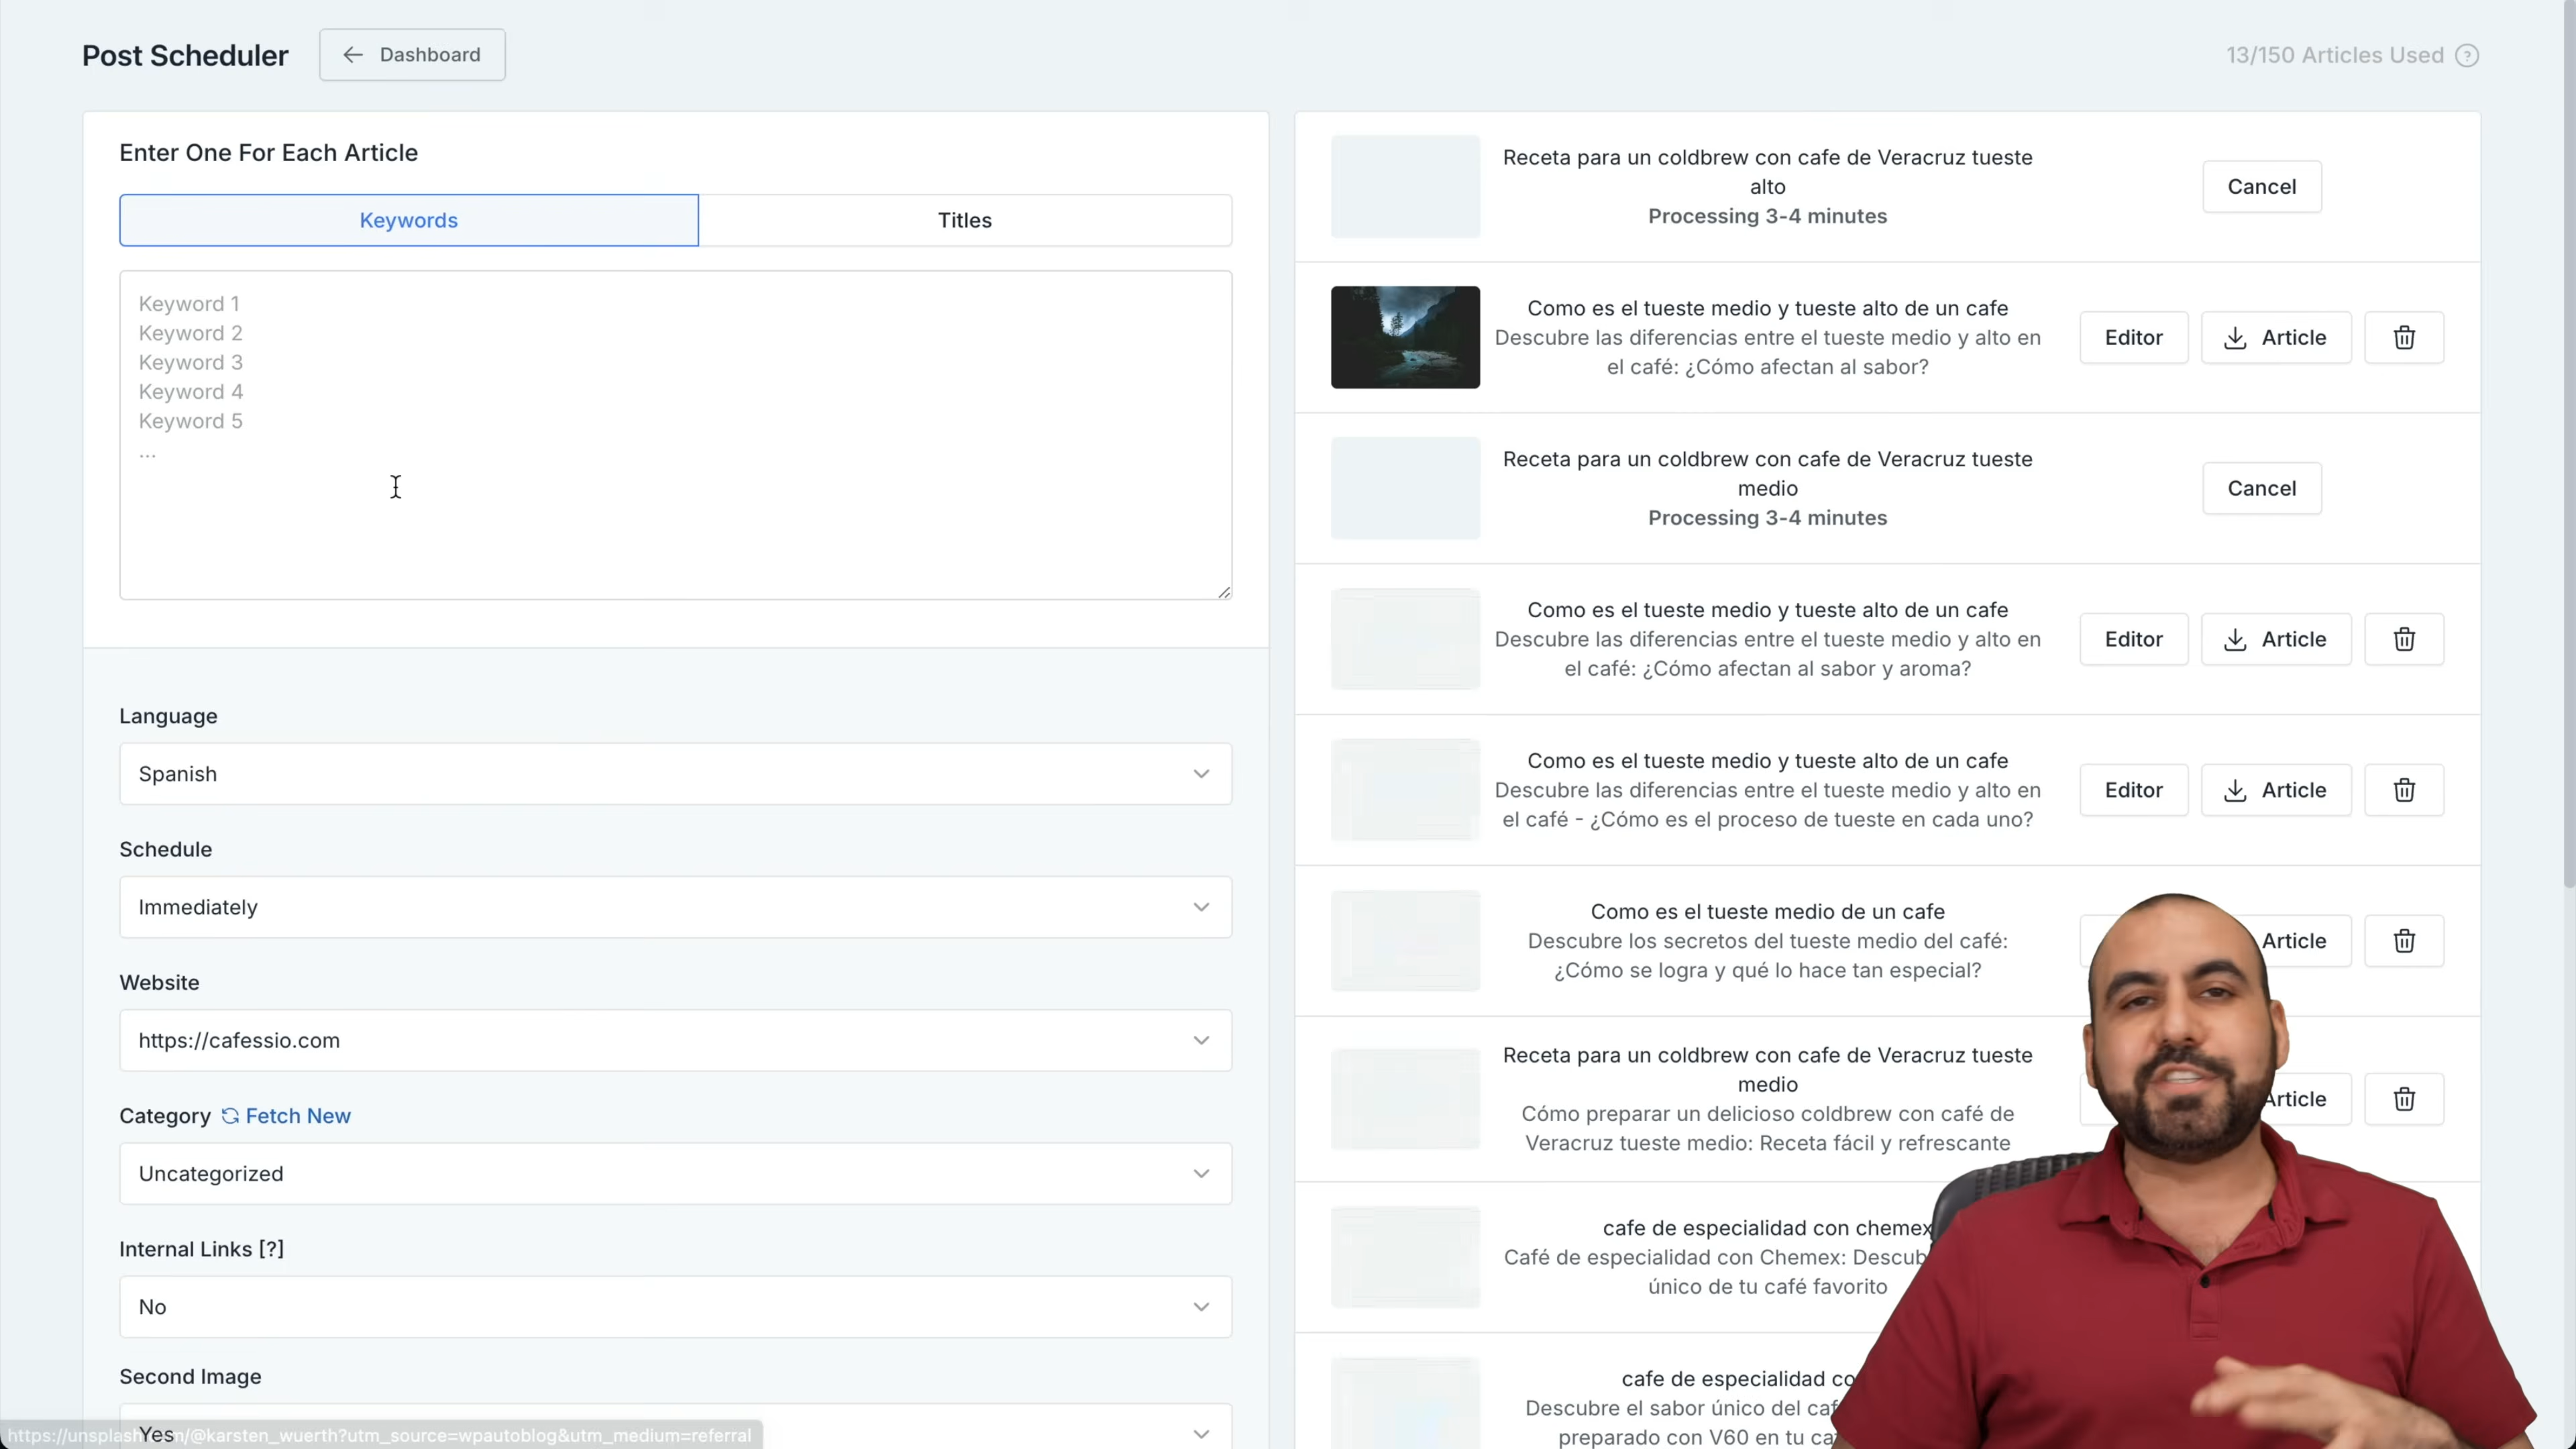 Post Scheduler
Dashboard
13/150 Articles Used ?
Enter One For Each Article
Keywords
Titles
Keyword 1
Keyword 2
Keyword 3
Keyword 4
Keyword 5
...
Language
Spanish
Schedule
Immediately
Website
https://cafessio.com
Category
Fetch New
Uncategorized
Internal Links [?]
No
Second Image
Yes
https://unsplash /@karsten_wuerth?utm_source=wpautoblog&utm_medium=referral
Receta para un coldbrew con cafe de Veracruz tueste
alto
Processing 3-4 minutes
Cancel
Como es el tueste medio y tueste alto de un cafe
Descubre las diferencias entre el tueste medio y alto en
el café: ¿Cómo afectan al sabor?
Editor
Article
Receta para un coldbrew con cafe de Veracruz tueste
medio
Processing 3-4 minutes
Cancel
Como es el tueste medio y tueste alto de un cafe
Descubre las diferencias entre el tueste medio y alto en
el café: ¿Cómo afectan al sabor y aroma?
Editor
Article
Como es el tueste medio y tueste alto de un cafe
Descubre las diferencias entre el tueste medio y alto en
el café - ¿Cómo es el proceso de tueste en cada uno?
Editor
Article
Como es el tueste medio de un cafe
Descubre los secretos del tueste medio del café:
¿Cómo se logra y qué lo hace tan especial?
Article
Receta para un coldbrew con cafe de Veracruz tueste
medio
Cómo preparar un delicioso coldbrew con café de
Veracruz tueste medio: Receta fácil y refrescante
Article
cafe de especialidad con chemex
Café de especialidad con Chemex:
único de tu café favorito
cafe de especialidad
Descubre el sabor único del
preparado con V60 en tu